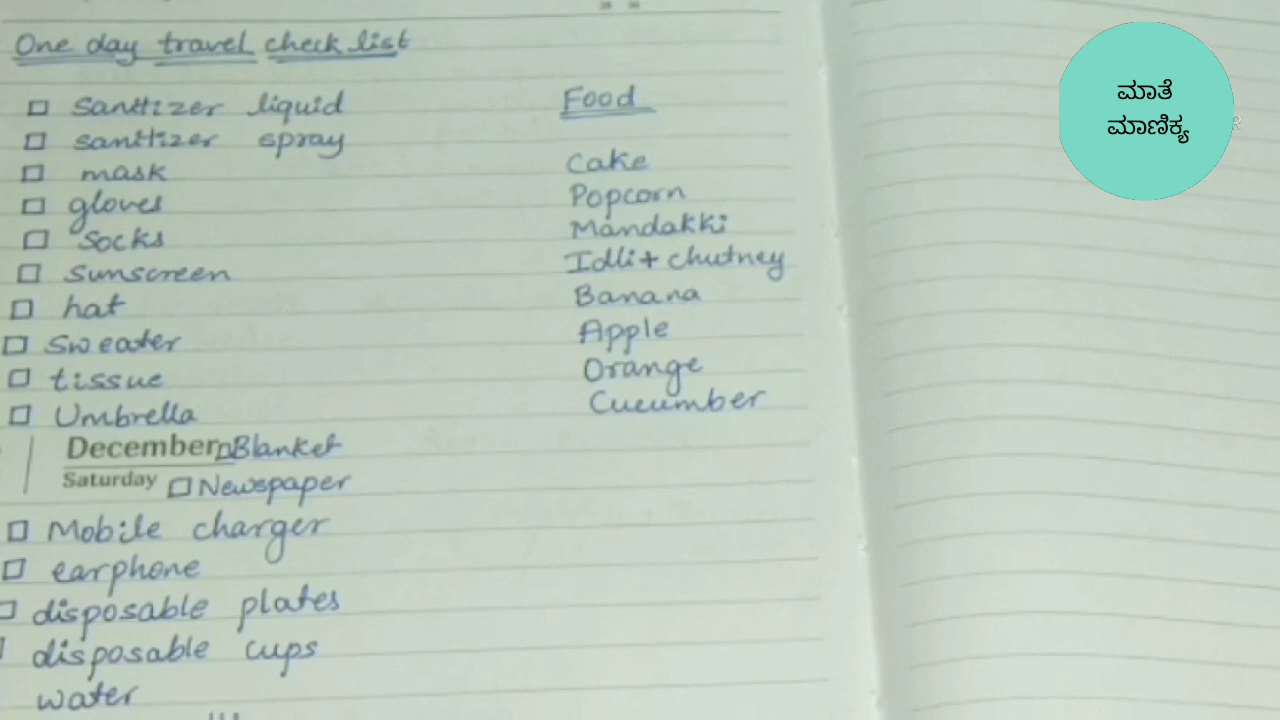 One day travel check list
☐ Sanitizer liquid
☐ sanitizer spray
☐ mask
☐ gloves
☐ Socks
☐ Sunscreen
☐ hat
☐ Sweater
☐ tissue
☐ Umbrella
December ☐ Blanket
Saturday ☐ Newspaper
☐ Mobile charger
☐ earphone
☐ disposable plates
☐ disposable cups
water
Food
Cake
Popcorn
Mandakki
Idli + chutney
Banana
Apple
Orange
Cucumber
ಮಾತೆ
ಮಾಣಿಕ್ಯ